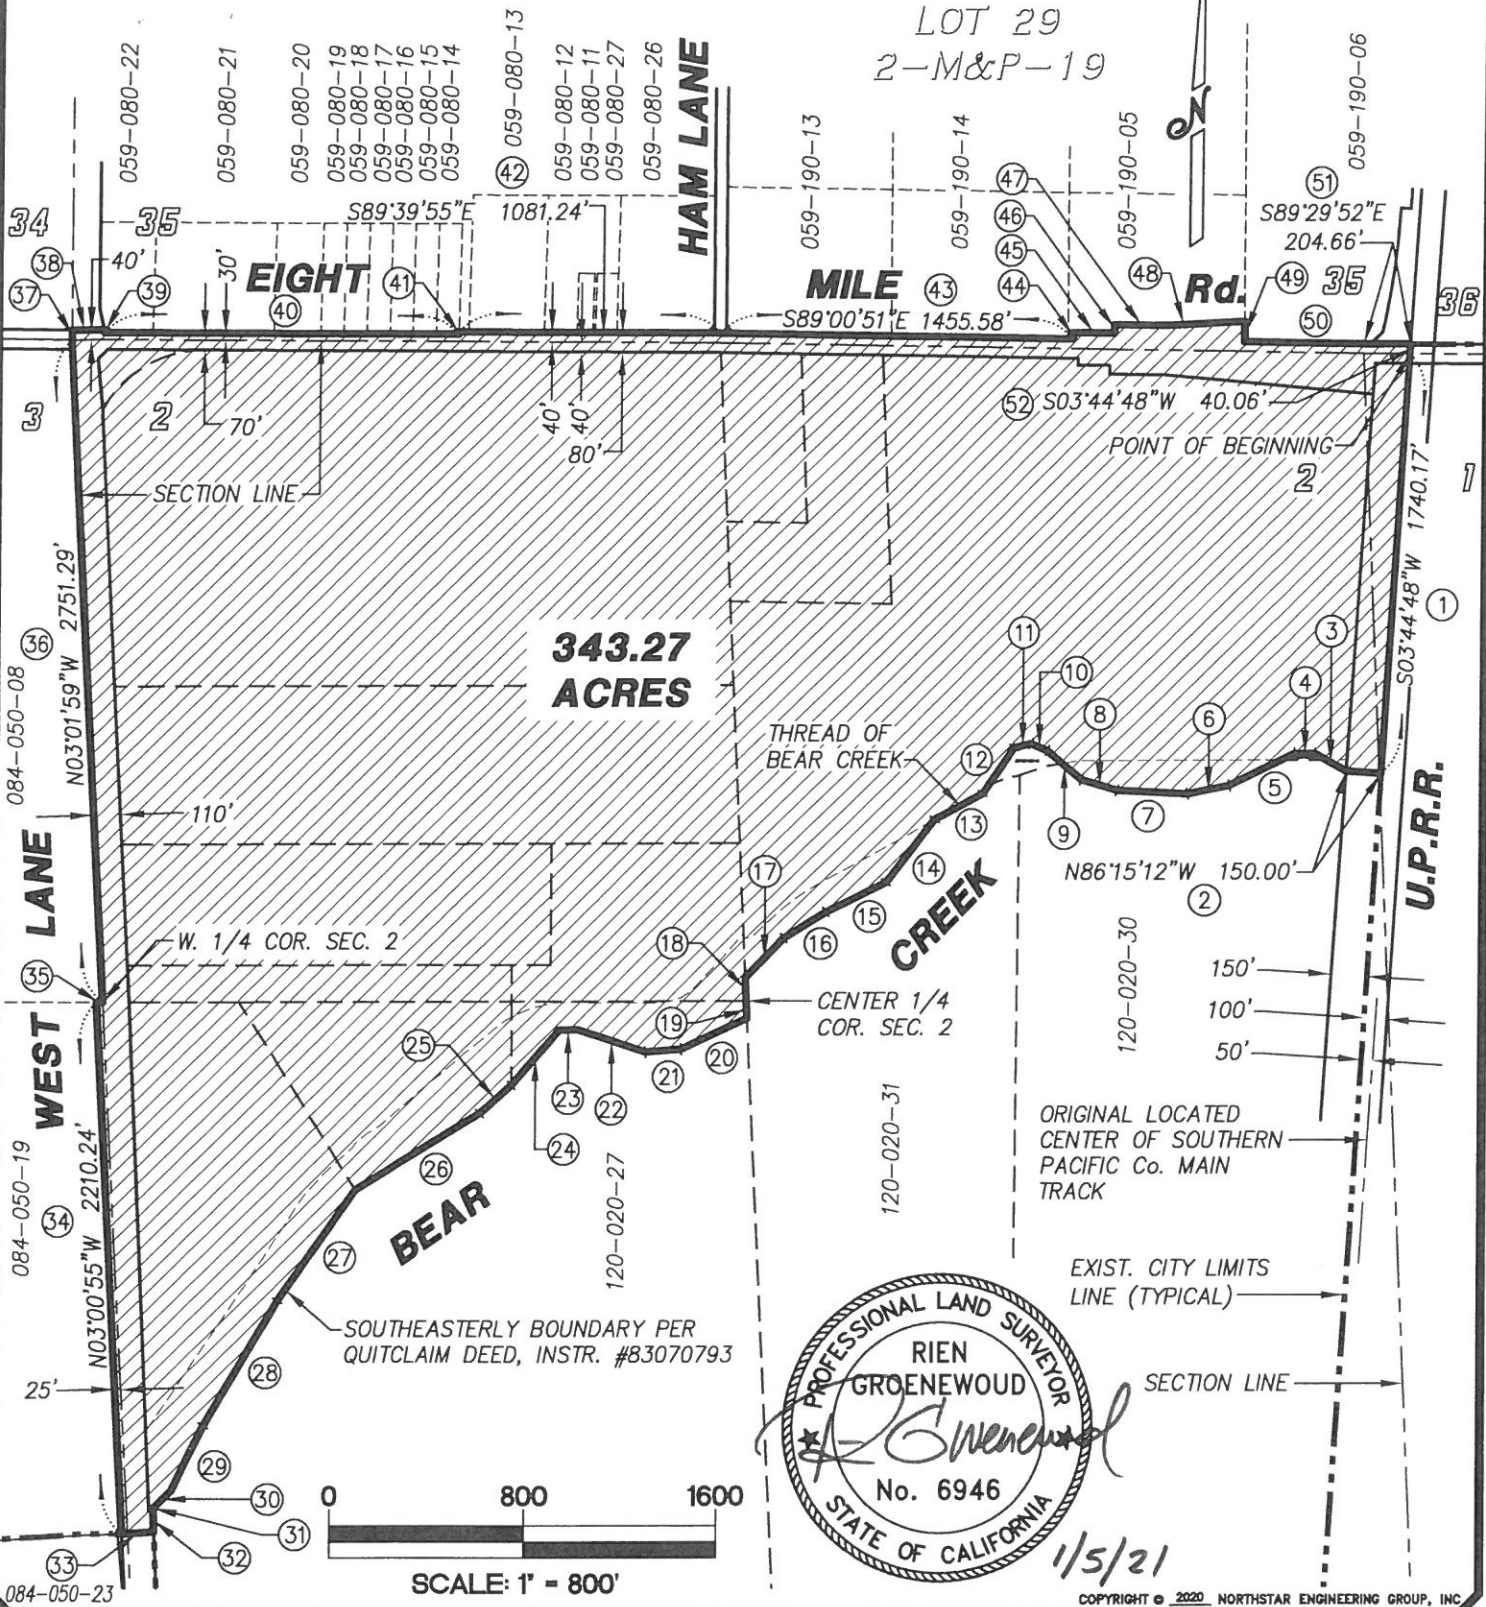 LOT 29
2-M&P-19
N
059-080-22
059-080-21
059-080-20
059-080-19
059-080-18
059-080-17
059-080-16
059-080-15
059-080-14
059-080-13
059-080-12
059-080-11
059-080-27
059-080-26
HAM LANE
059-190-13
059-190-14
059-190-05
059-190-06
34
35
42
S89°39'55"E 1081.24'
47
46
45
44
51
S89°29'52"E
204.66'
38
40'
39
30'
37
EIGHT
40
41
MILE
43
S89°00'51"E 1455.58'
48
Rd.
49
35
50
36
3
2
70'
40'
40'
80'
52
S03°44'48"W 40.06'
POINT OF BEGINNING
2
1
SECTION LINE
S03°44'48"W 1740.17'
1
N03°01'59"W 2751.29'
36
084-050-08
343.27
ACRES
11
10
3
4
8
6
THREAD OF
BEAR CREEK
12
5
7
9
13
110'
14
N86°15'12"W 150.00'
2
U.P.R.R.
15
17
16
CREEK
WEST LANE
W. 1/4 COR. SEC. 2
35
18
19
CENTER 1/4
COR. SEC. 2
120-020-30
150'
100'
50'
25
20
21
23
22
24
26
120-020-31
120-020-27
ORIGINAL LOCATED
CENTER OF SOUTHERN
PACIFIC Co. MAIN
TRACK
084-050-19
34
N03°00'55"W 2210.24'
BEAR
27
EXIST. CITY LIMITS
LINE (TYPICAL)
SOUTHEASTERLY BOUNDARY PER
QUITCLAIM DEED, INSTR. #83070793
28
25'
SECTION LINE
PROFESSIONAL LAND SURVEYOR
RIEN
GROENEWOUD
No. 6946
STATE OF CALIFORNIA
29
30
31
32
33
0 800 1600
SCALE: 1" = 800'
1/5/21
084-050-23
COPYRIGHT © 2020 NORTHSTAR ENGINEERING GROUP, INC